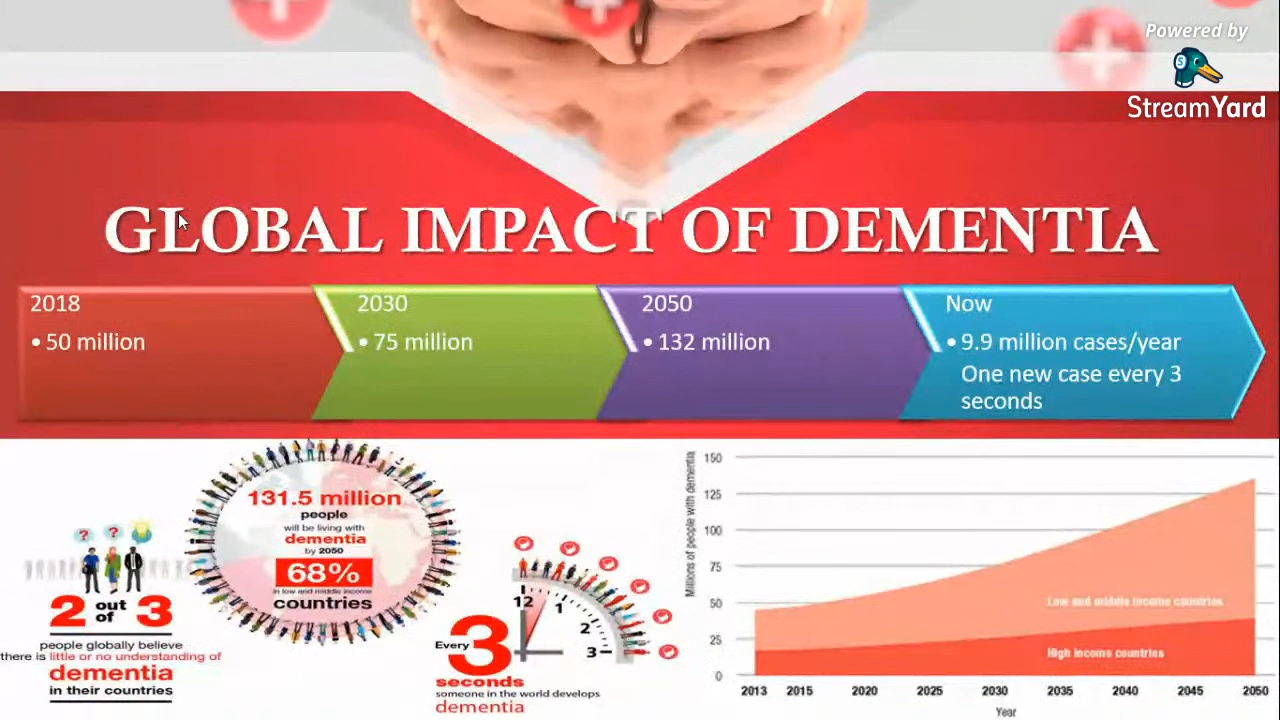 Powered by
StreamYard
GLOBAL IMPACT OF DEMENTIA
2018
• 50 million
2030
• 75 million
2050
• 132 million
Now
• 9.9 million cases/year
One new case every 3
seconds
131.5 million
people
will be living with
dementia
by 2050
68%
in low and middle income
countries
? ?
2 out of 3
people globally believe
there is little or no understanding of
dementia
in their countries
12
1
2
3
Every 3
seconds
someone in the world develops
dementia
Millions of people with dementia
150
125
100
75
50
25
0
Low and middle income countries
High income countries
2013 2015 2020 2025 2030 2035 2040 2045 2050
Year